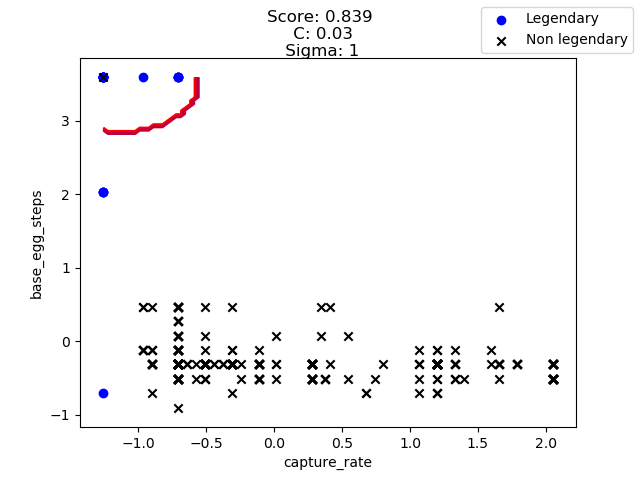 Score: 0.839
C: 0.03
Sigma: 1
Legendary
Non legendary
base_egg_steps
3
2
1
0
−1
−1.0 −0.5 0.0 0.5 1.0 1.5 2.0
capture_rate